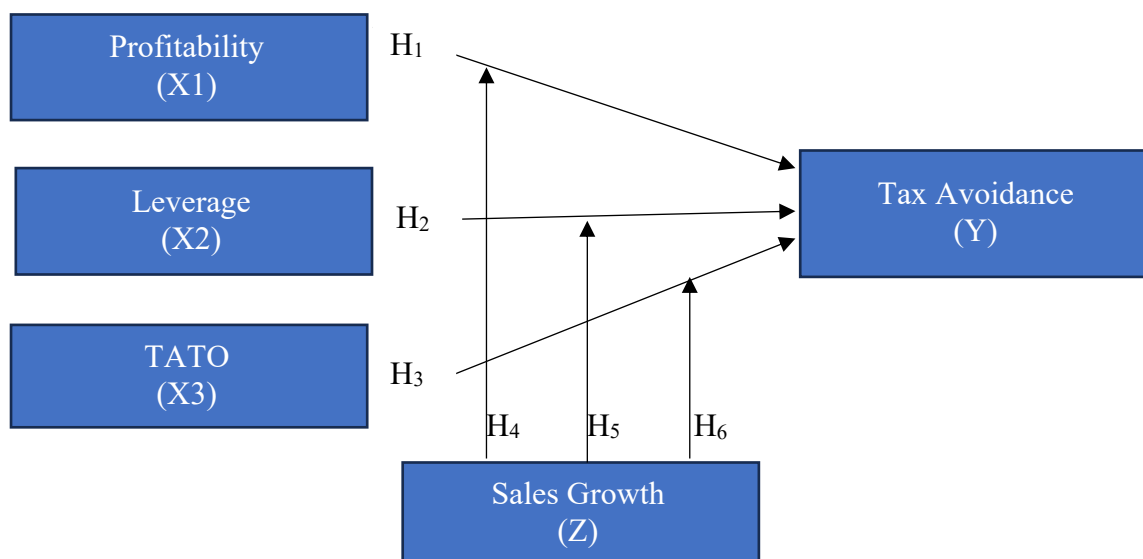 Profitability
(X1)
H₁
Leverage
(X2)
H₂
Tax Avoidance
(Y)
TATO
(X3)
H₃
H₄
H₅
H₆
Sales Growth
(Z)